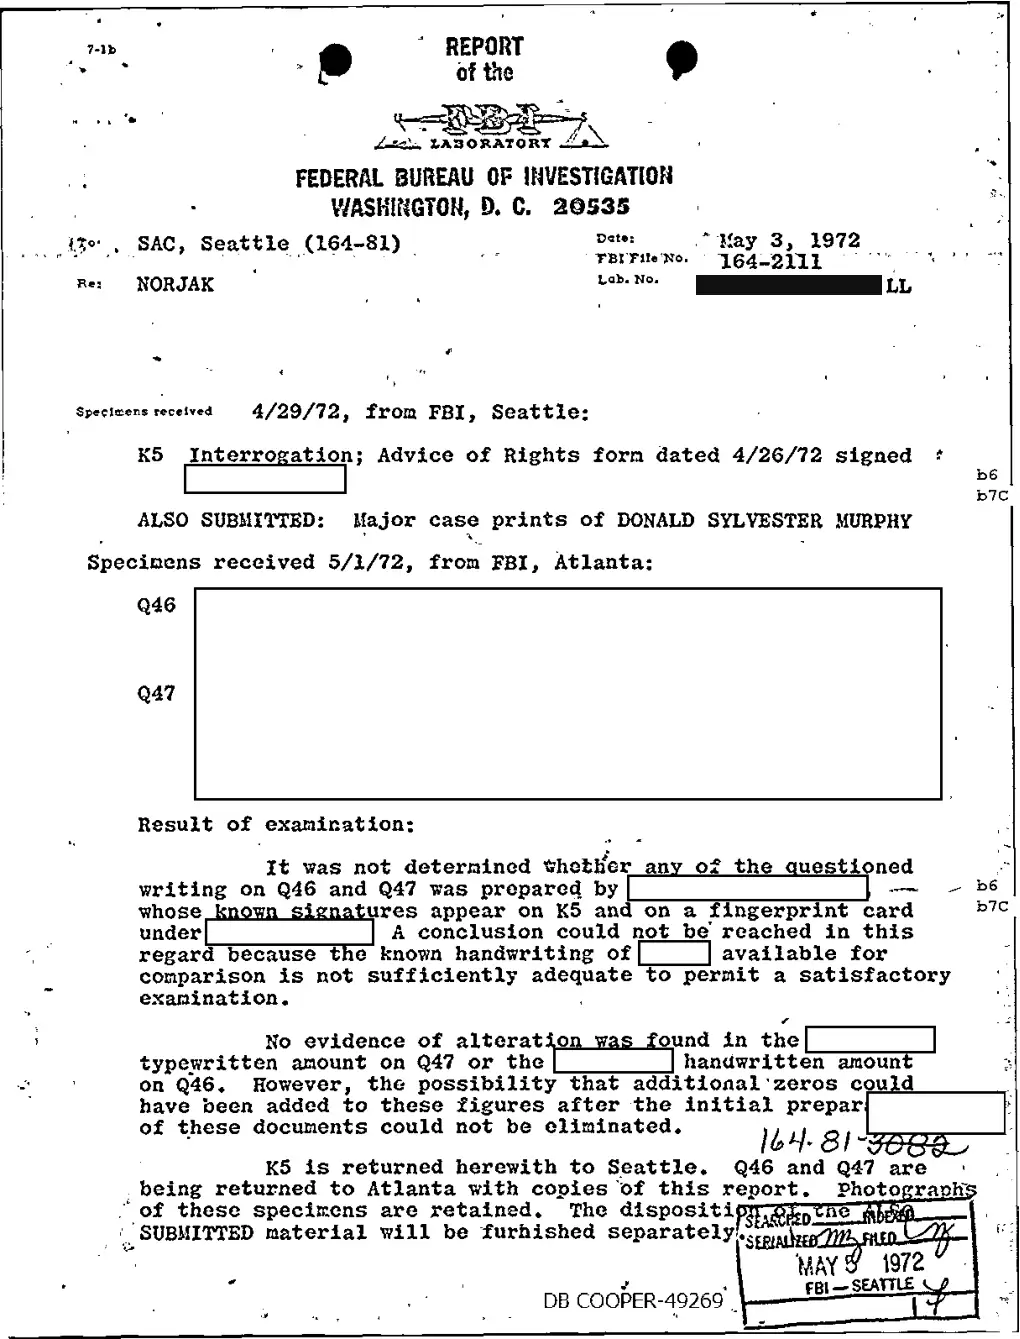 7-1b
REPORT
of the
FBI
LABORATORY
FEDERAL BUREAU OF INVESTIGATION
WASHINGTON, D. C. 20535
To: SAC, Seattle (164-81)
Date: May 3, 1972
FBI File No. 164-2111
Re: NORJAK
Lab. No. LL
Specimens received 4/29/72, from FBI, Seattle:
K5 Interrogation; Advice of Rights form dated 4/26/72 signed
b6
b7C
ALSO SUBMITTED: Major case prints of DONALD SYLVESTER MURPHY
Specimens received 5/1/72, from FBI, Atlanta:
Q46
Q47
Result of examination:
It was not determined whether any of the questioned
writing on Q46 and Q47 was prepared by
b6
whose known signatures appear on K5 and on a fingerprint card
b7C
under A conclusion could not be reached in this
regard because the known handwriting of available for
comparison is not sufficiently adequate to permit a satisfactory
examination.
No evidence of alteration was found in the
typewritten amount on Q47 or the handwritten amount
on Q46. However, the possibility that additional zeros could
have been added to these figures after the initial prepar
of these documents could not be eliminated.
164-81-3082
K5 is returned herewith to Seattle. Q46 and Q47 are
being returned to Atlanta with copies of this report. Photographs
of these specimens are retained. The disposition of the ALSO
SUBMITTED material will be furnished separately.
SEARCHED INDEXED
SERIALIZED FILED
MAY 5 1972
FBI — SEATTLE
DB COOPER-49269